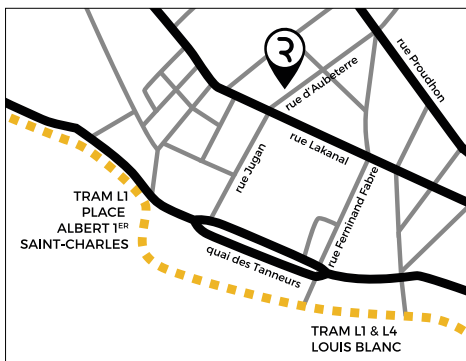 R
rue d'Aubeterre
rue Proudhon
rue Lakanal
rue Jugan
rue Ferninand Fabre
quai des Tanneurs
TRAM L1
PLACE
ALBERT 1ER
SAINT-CHARLES
TRAM L1 & L4
LOUIS BLANC